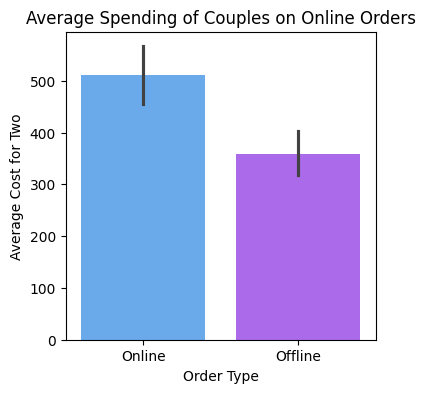 Average Spending of Couples on Online Orders
Average Cost for Two
500
400
300
200
100
0
Online Offline
Order Type